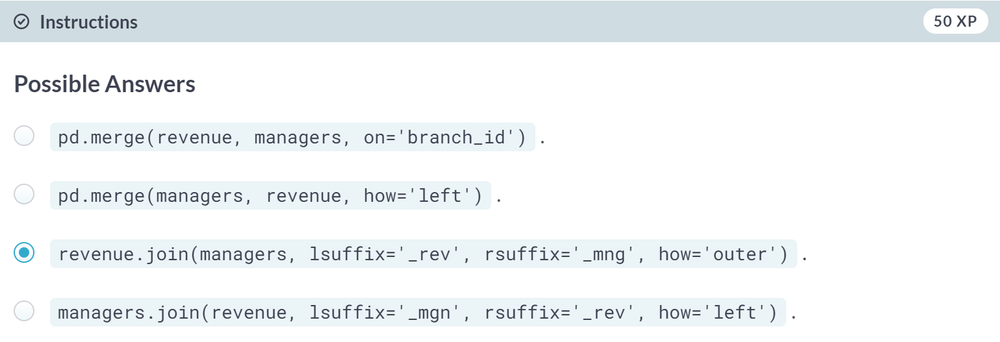 Instructions
50 XP
Possible Answers
pd.merge(revenue, managers, on='branch_id') .
pd.merge(managers, revenue, how='left') .
revenue.join(managers, lsuffix='_rev', rsuffix='_mng', how='outer') .
managers.join(revenue, lsuffix='_mgn', rsuffix='_rev', how='left') .